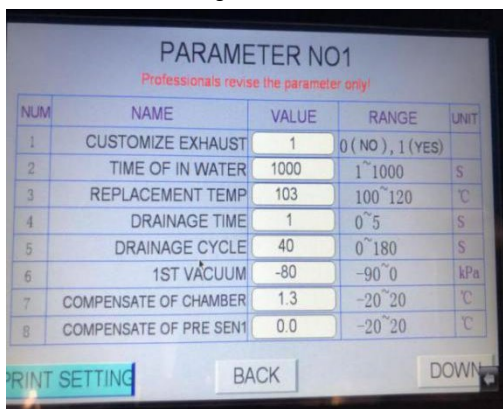 PARAMETER NO1
Professionals revise the parameter only!
NUM NAME VALUE RANGE UNIT
1 CUSTOMIZE EXHAUST 1 0(NO),1(YES)
2 TIME OF IN WATER 1000 1~1000 S
3 REPLACEMENT TEMP 103 100~120 ℃
4 DRAINAGE TIME 1 0~5 S
5 DRAINAGE CYCLE 40 0~180 S
6 1ST VACUUM -80 -90~0 kPa
7 COMPENSATE OF CHAMBER 1.3 -20~20 ℃
8 COMPENSATE OF PRE SEN1 0.0 -20~20 ℃
PRINT SETTING BACK DOWN